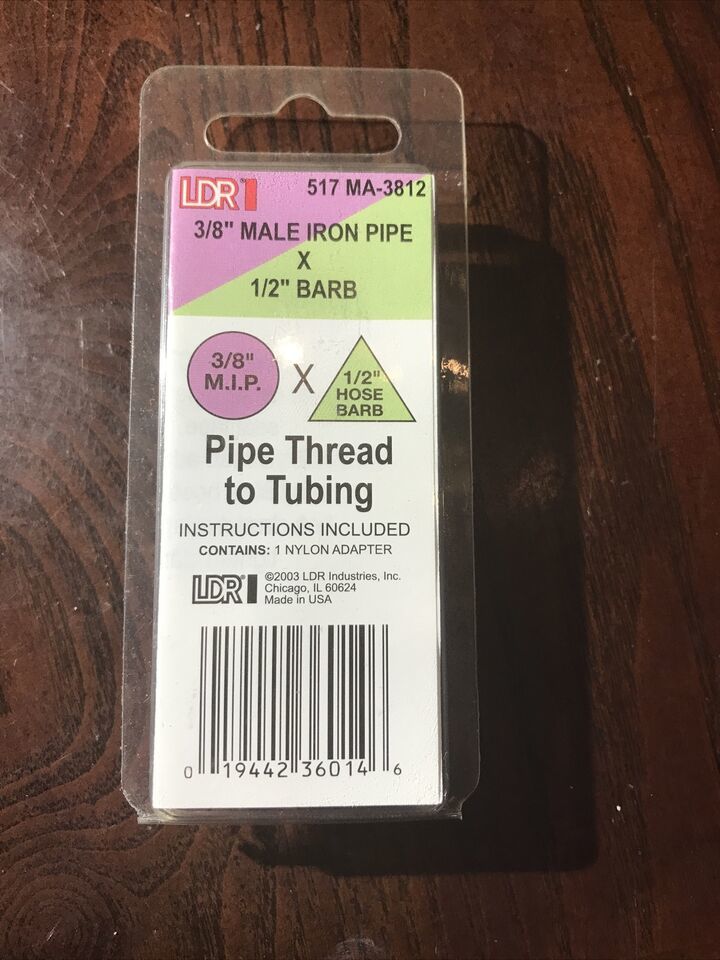 LDR 517 MA-3812
3/8" MALE IRON PIPE
X
1/2" BARB
3/8"
M.I.P.
X
1/2"
HOSE
BARB
Pipe Thread
to Tubing
INSTRUCTIONS INCLUDED
CONTAINS: 1 NYLON ADAPTER
LDR®
©2003 LDR Industries, Inc.
Chicago, IL 60624
Made in USA
0 19442 36014 6